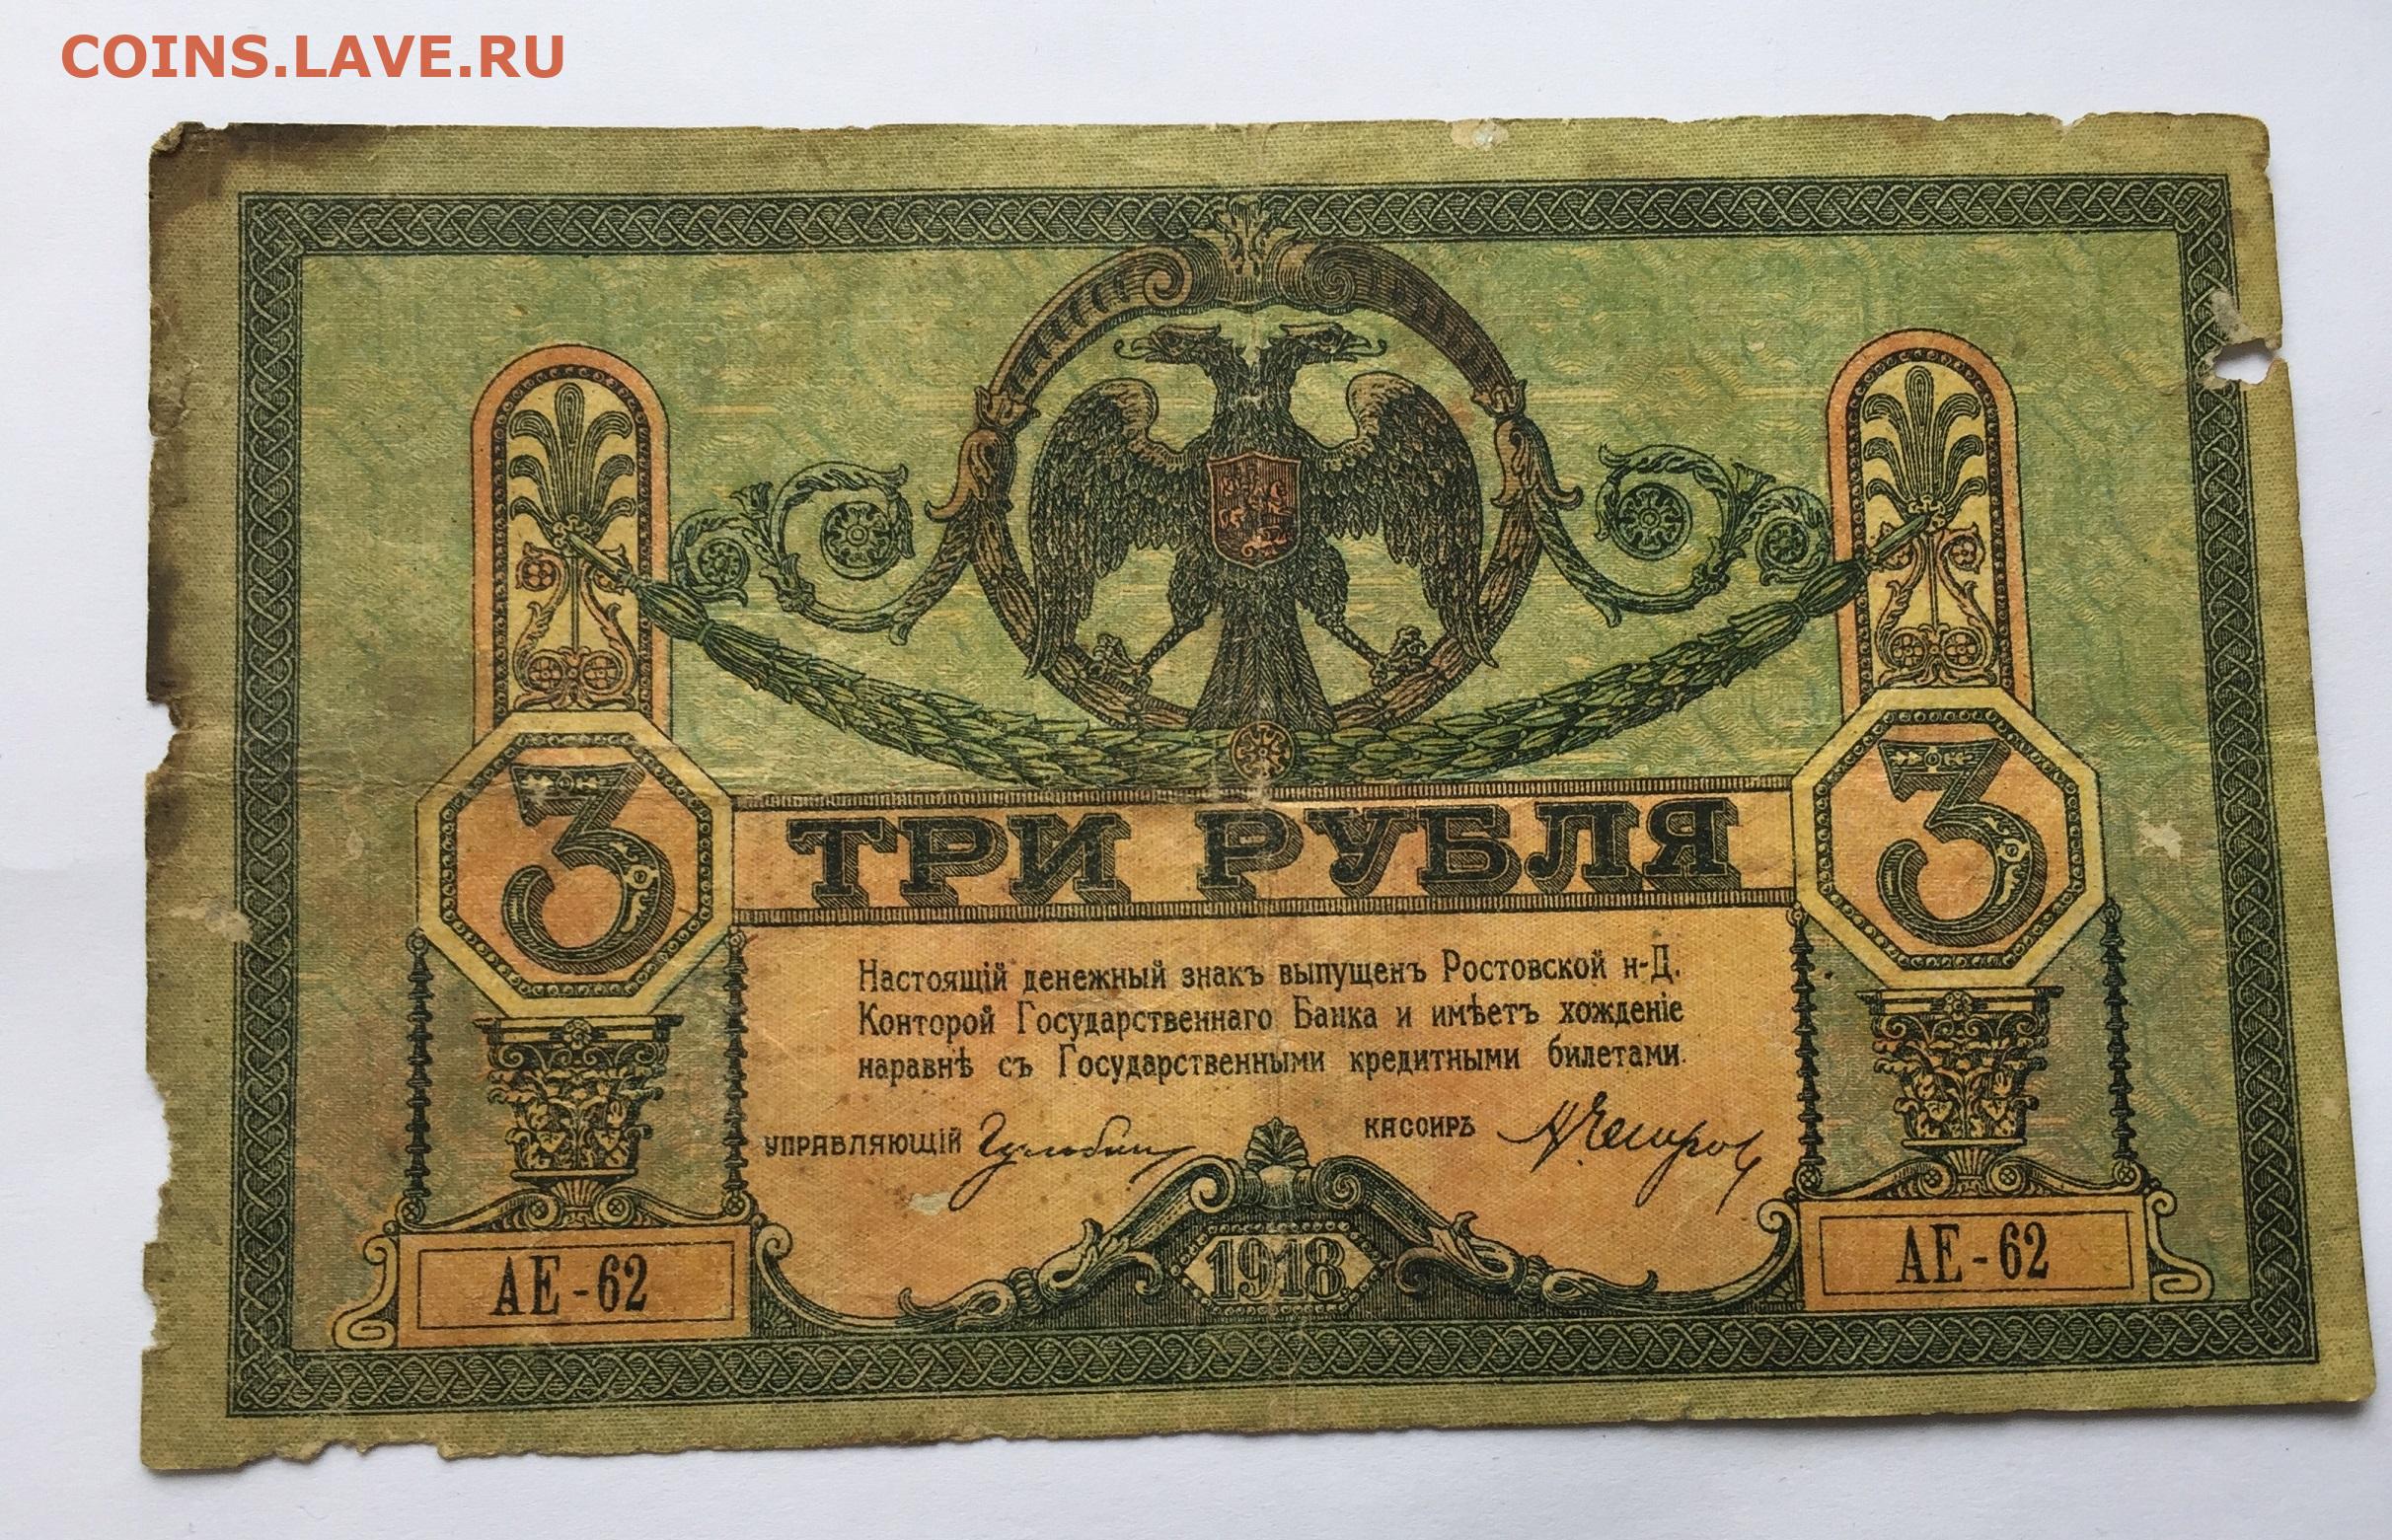 COINS.LAVE.RU
3
ТРИ РУБЛЯ
3
Настоящій денежный знакъ выпущенъ Ростовской н-Д.
Конторой Государственнаго Банка и имѣетъ хожденіе
наравнѣ съ Государственными кредитными билетами.
УПРАВЛЯЮЩІЙ
КАССИРЪ
АЕ-62
1918
АЕ-62